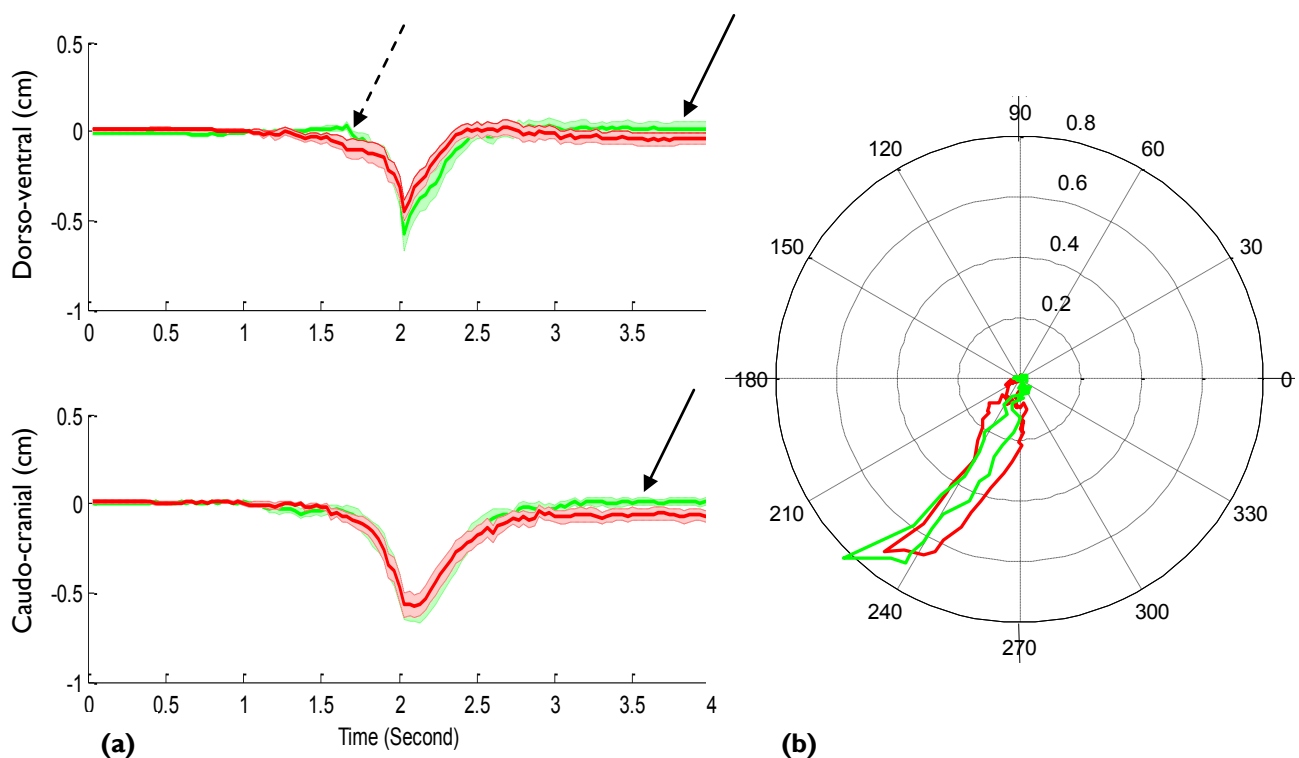 0.5
0
-0.5
-1
Dorso-ventral (cm)
0 0.5 1 1.5 2 2.5 3 3.5
0.5
0
-0.5
-1
Caudo-cranial (cm)
0 0.5 1 1.5 2 2.5 3 3.5 4
Time (Second)
(a)
90
0.8
120 60
0.6
0.4
150 30
0.2
180 0
210 330
240 300
270
(b)